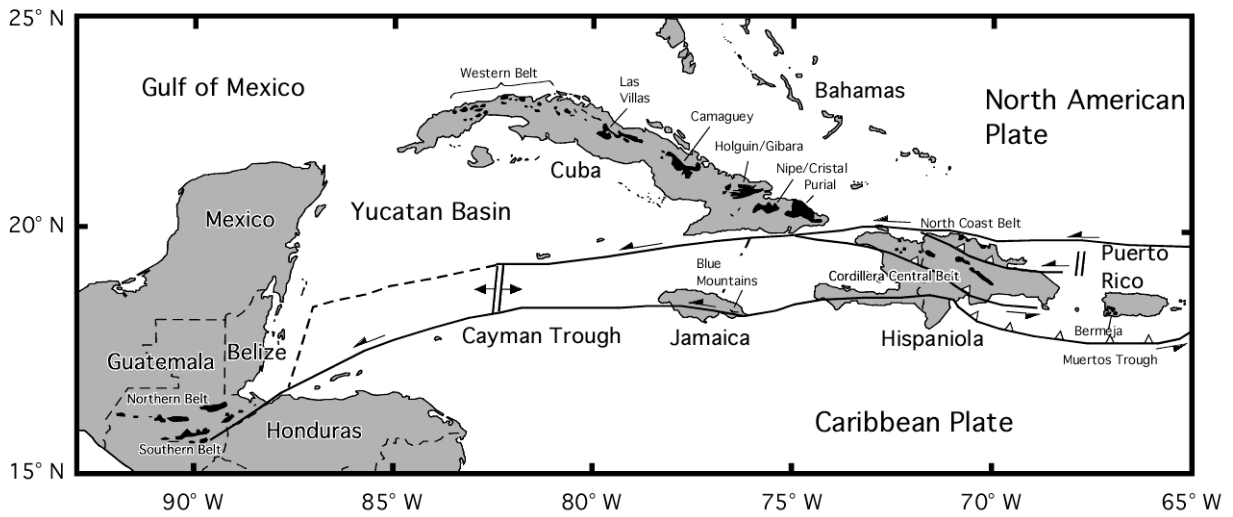 25° N
Western Belt
Gulf of Mexico
Las
Villas
Bahamas
North American
Plate
Camaguey
Holguin/Gibara
Cuba
Nipe/Cristal
Purial
Mexico
Yucatan Basin
20° N
North Coast Belt
Puerto
Rico
Blue
Mountains
Cordillera Central Belt
Cayman Trough
Jamaica
Hispaniola
Bermeja
Muertos Trough
Guatemala
Belize
Northern Belt
Southern Belt
Honduras
Caribbean Plate
15° N
90° W
85° W
80° W
75° W
70° W
65° W